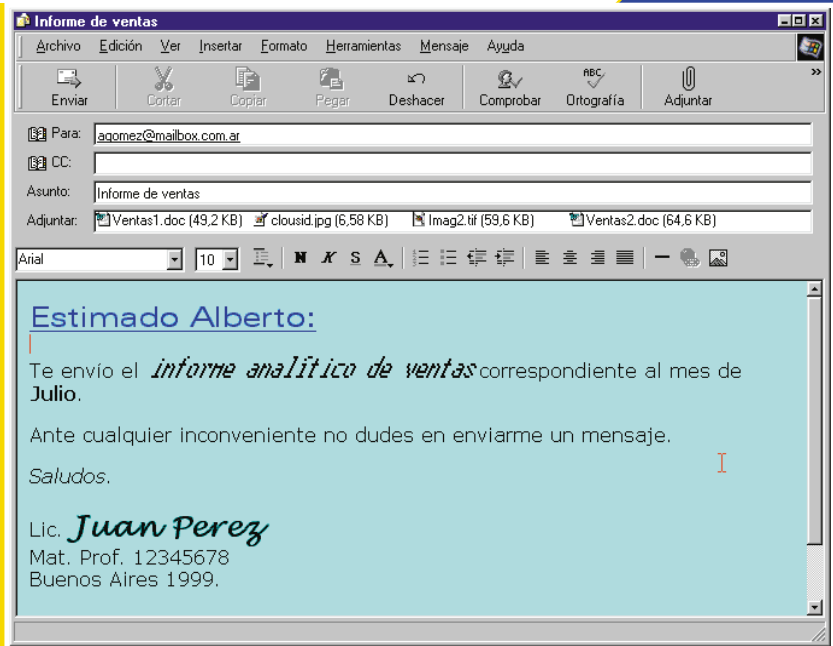 Informe de ventas
Archivo Edición Ver Insertar Formato Herramientas Mensaje Ayuda
ABC
Enviar Cortar Copiar Pegar Deshacer Comprobar Ortografía Adjuntar »
Para: agomez@mailbox.com.ar
CC:
Asunto: Informe de ventas
Adjuntar: Ventas1.doc (49,2 KB) clousid.jpg (6,58 KB) Imag2.tif (59,6 KB) Ventas2.doc (64,6 KB)
Arial 10 N K S A
Estimado Alberto:
Te envío el informe analítico de ventas correspondiente al mes de
Julio.
Ante cualquier inconveniente no dudes en enviarme un mensaje.
Saludos.
Lic. Juan Perez
Mat. Prof. 12345678
Buenos Aires 1999.